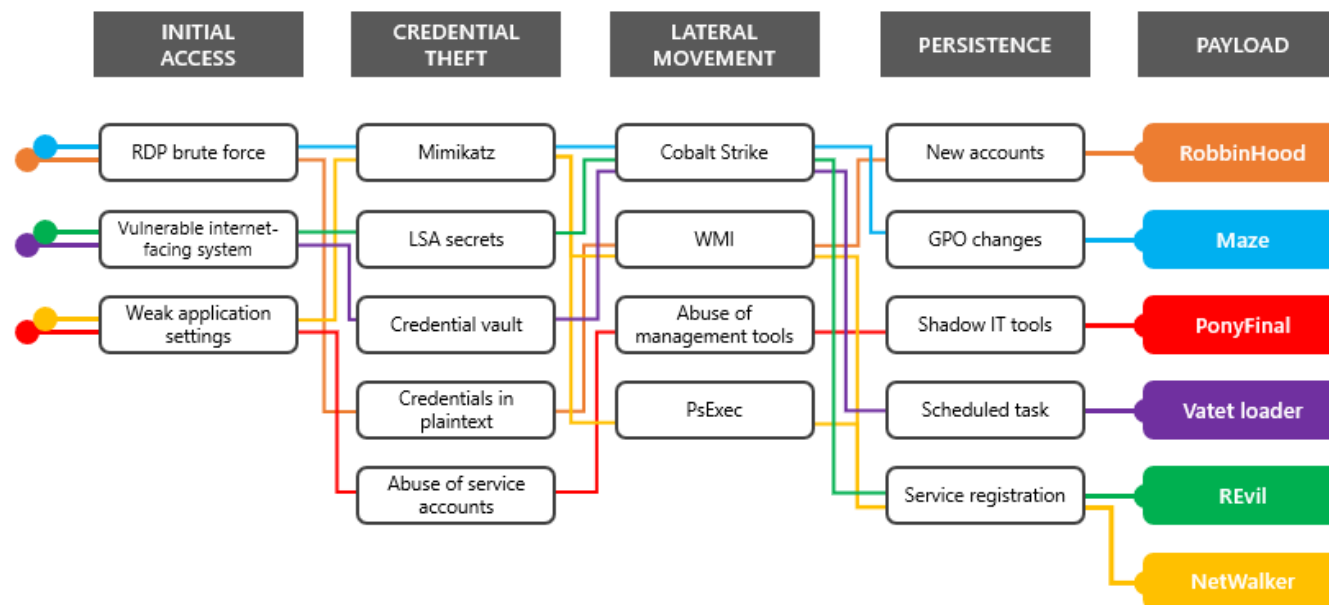 INITIAL
ACCESS
CREDENTIAL
THEFT
LATERAL
MOVEMENT
PERSISTENCE
PAYLOAD
RDP brute force
Mimikatz
Cobalt Strike
New accounts
RobbinHood
Vulnerable internet-
facing system
LSA secrets
WMI
GPO changes
Maze
Weak application
settings
Credential vault
Abuse of
management tools
Shadow IT tools
PonyFinal
Credentials in
plaintext
PsExec
Scheduled task
Vatet loader
Abuse of service
accounts
Service registration
REvil
NetWalker